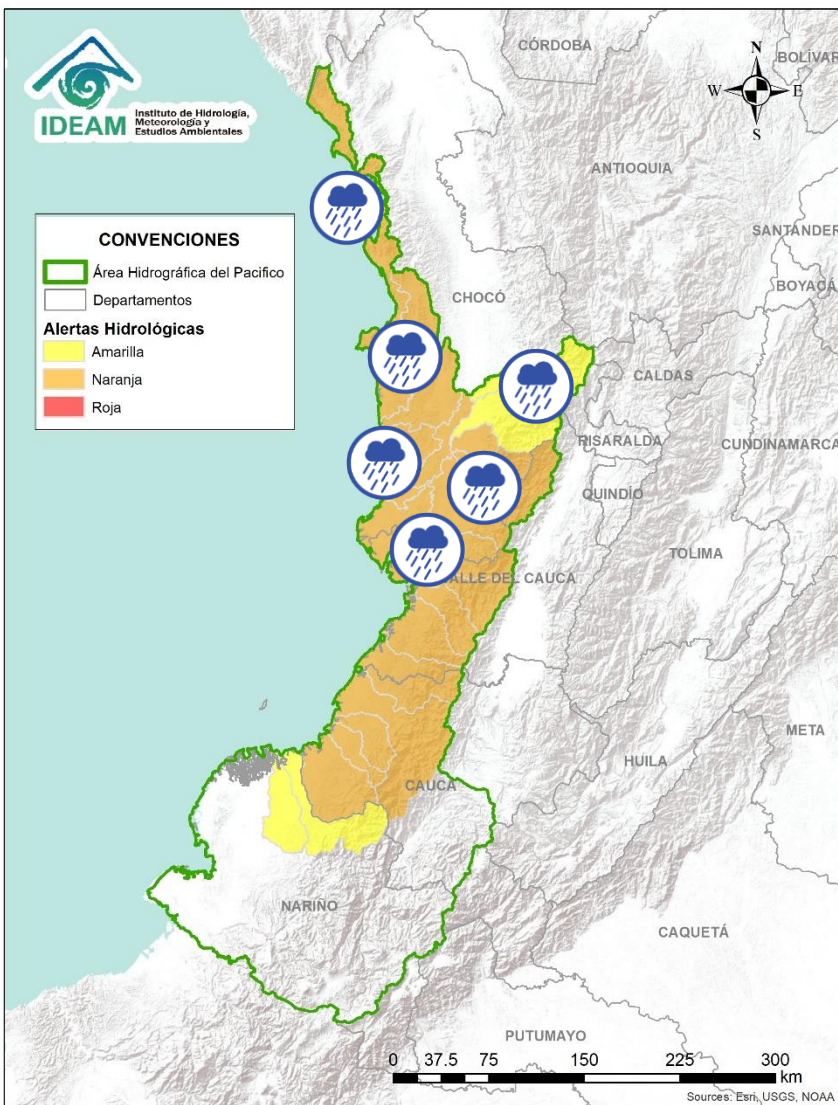 IDEAM
Instituto de Hidrología,
Meteorología y
Estudios Ambientales
N
W
E
S
CÓRDOBA
BOLÍVAR
ANTIOQUIA
SANTANDER
BOYACÁ
CHOCÓ
CALDAS
RISARALDA
CUNDINAMARCA
QUINDÍO
TOLIMA
VALLE DEL CAUCA
META
HUILA
CAUCA
NARIÑO
CAQUETÁ
PUTUMAYO
CONVENCIONES
Área Hidrográfica del Pacifico
Departamentos
Alertas Hidrológicas
Amarilla
Naranja
Roja
0 37.5 75 150 225 300
km
Sources: Esri, USGS, NOAA